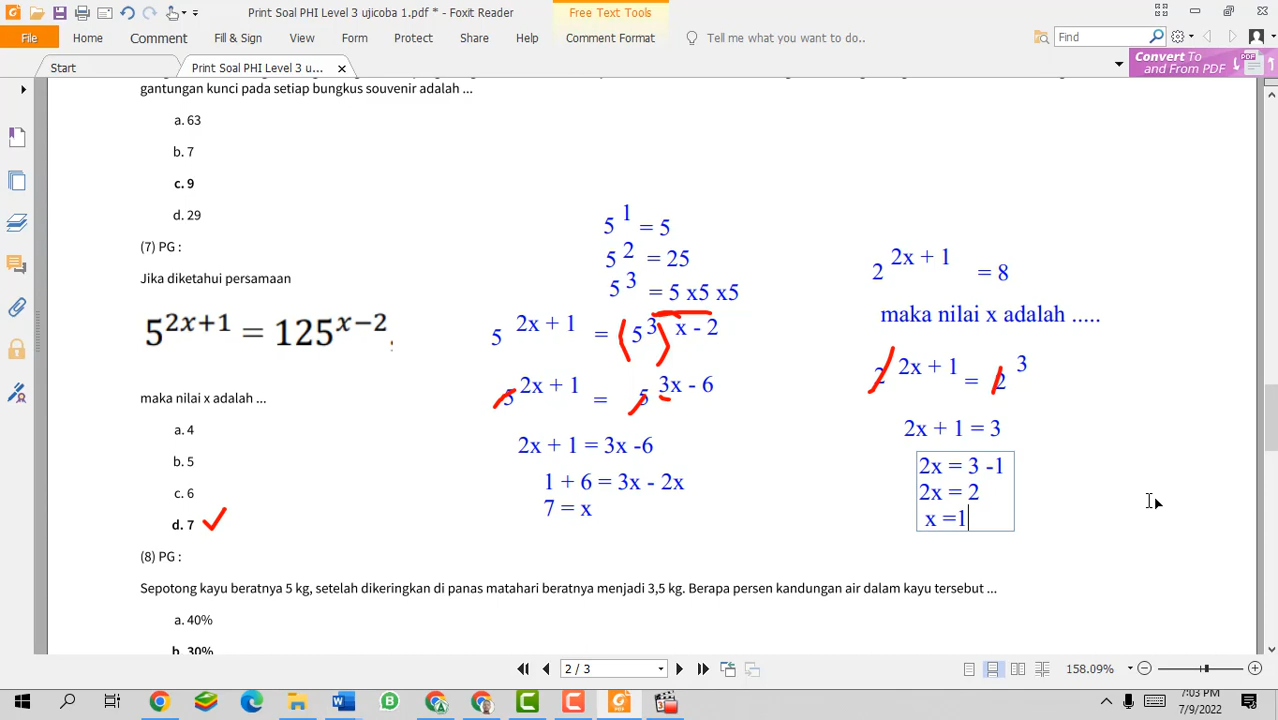 Print Soal PHI Level 3 ujicoba 1.pdf * - Foxit Reader
Free Text Tools
File Home Comment Fill & Sign View Form Protect Share Help Comment Format Tell me what you want to do.. Find
Start Print Soal PHI Level 3 u...
Convert To
and From PDF
gantungan kunci pada setiap bungkus souvenir adalah ...
a. 63
b. 7
c. 9
d. 29
(7) PG :
Jika diketahui persamaan
5^{2x+1} = 125^{x−2}
maka nilai x adalah ...
a. 4
b. 5
c. 6
d. 7
5^1 = 5
5^2 = 25
5^3 = 5 x5 x5
5^{2x + 1} = (5^3)^{x - 2}
5^{2x + 1} = 5^{3x - 6}
2x + 1 = 3x -6
1 + 6 = 3x - 2x
7 = x
2^{2x + 1} = 8
maka nilai x adalah .....
2^{2x + 1} = 2^3
2x + 1 = 3
2x = 3 -1
2x = 2
x =1
(8) PG :
Sepotong kayu beratnya 5 kg, setelah dikeringkan di panas matahari beratnya menjadi 3,5 kg. Berapa persen kandungan air dalam kayu tersebut ...
a. 40%
b. 30%
2 / 3
158.09%
7:03 PM
7/9/2022